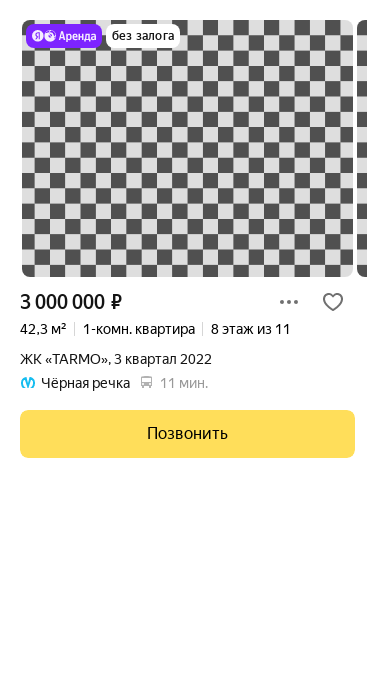 Я Аренда без залога
3 000 000 ₽
42,3 м² 1-комн. квартира 8 этаж из 11
ЖК «TARMO», 3 квартал 2022
Чёрная речка 11 мин.
Позвонить